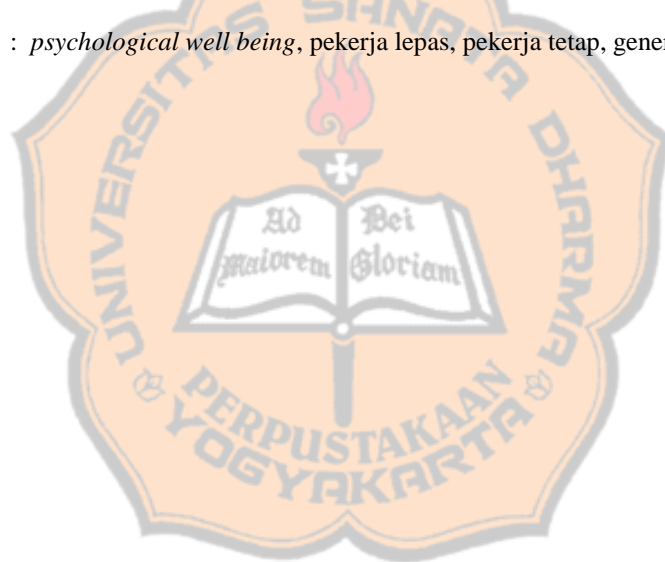 : psychological well being, pekerja lepas, pekerja tetap, gene
UNIVERSITAS SANATA DHARMA
Ad Dei
maiorem Gloriam
PERPUSTAKAAN
YOGYAKARTA